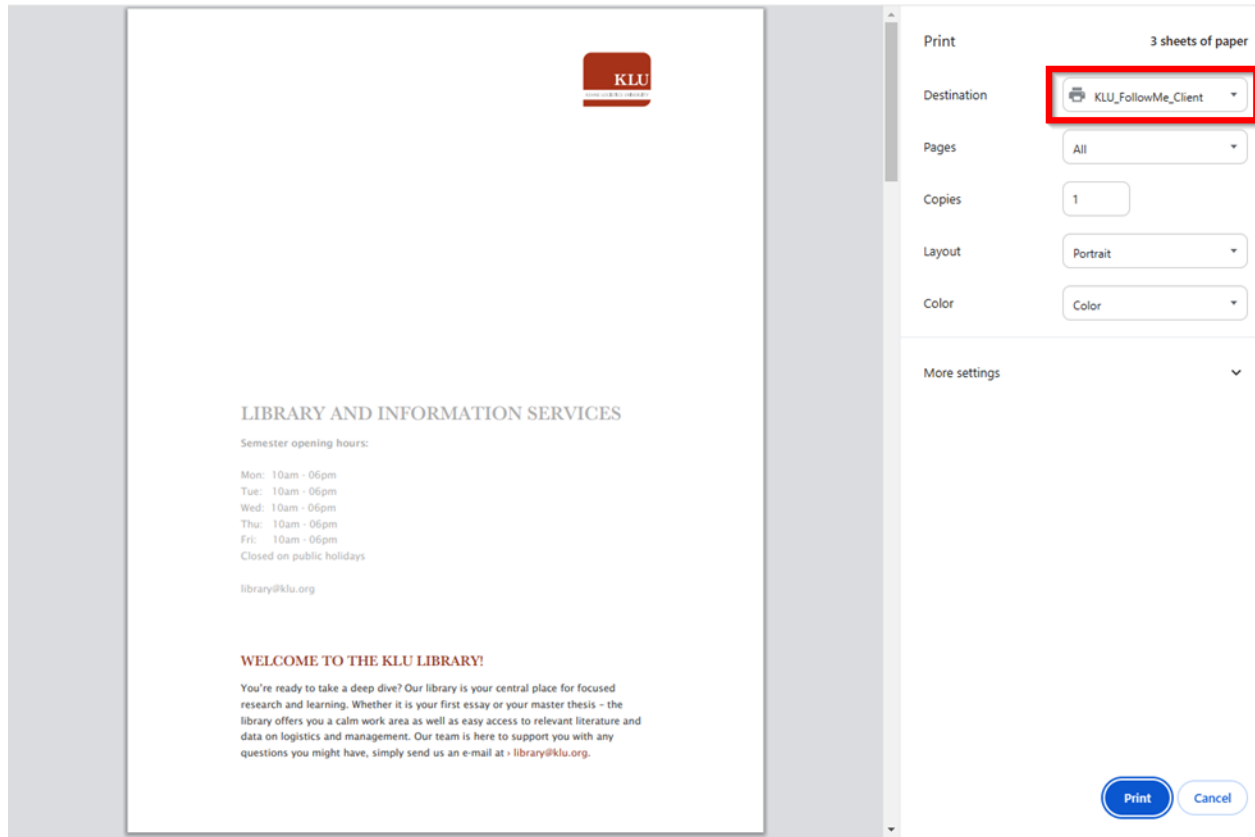 KLU
LIBRARY AND INFORMATION SERVICES
Semester opening hours:
Mon: 10am - 06pm
Tue: 10am - 06pm
Wed: 10am - 06pm
Thu: 10am - 06pm
Fri: 10am - 06pm
Closed on public holidays
library@klu.org
WELCOME TO THE KLU LIBRARY!
You're ready to take a deep dive? Our library is your central place for focused
research and learning. Whether it is your first essay or your master thesis – the
library offers you a calm work area as well as easy access to relevant literature and
data on logistics and management. Our team is here to support you with any
questions you might have, simply send us an e-mail at › library@klu.org.
Print 3 sheets of paper
Destination KLU_FollowMe_Client
Pages All
Copies 1
Layout Portrait
Color Color
More settings
Print Cancel